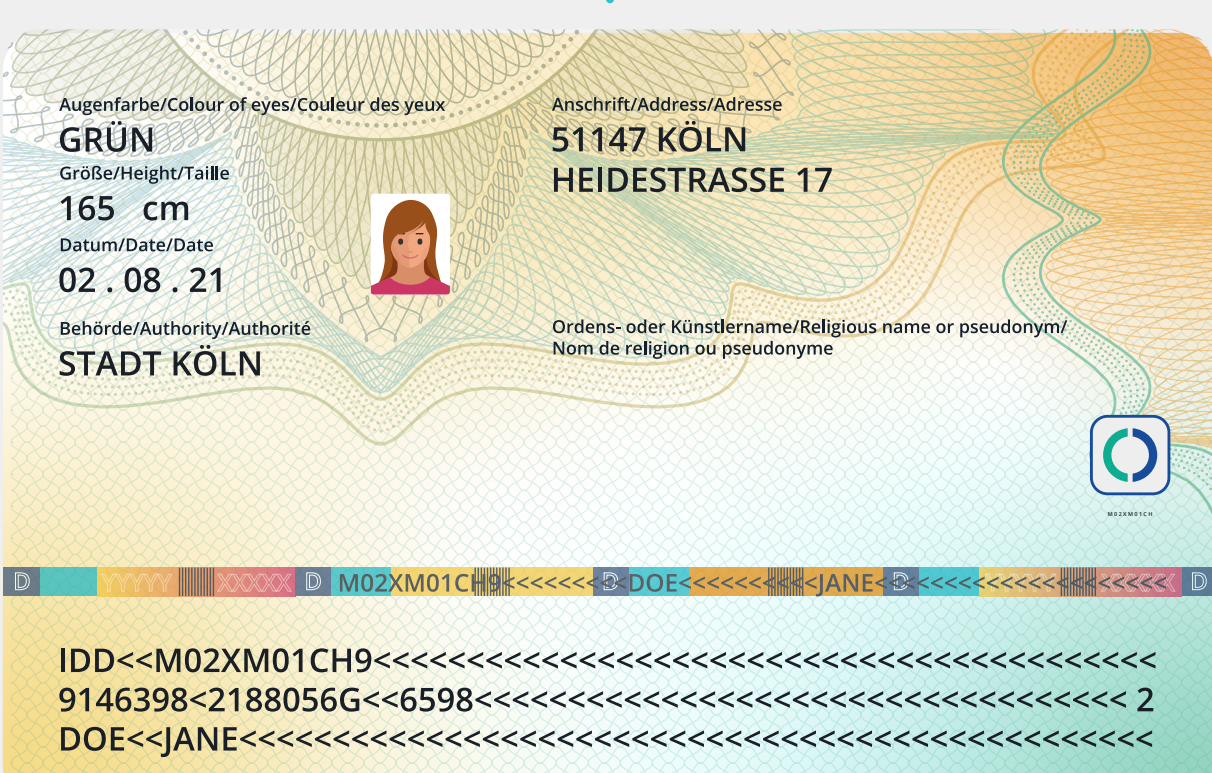 Augenfarbe/Colour of eyes/Couleur des yeux
GRÜN
Größe/Height/Taille
165 cm
Datum/Date/Date
02 . 08 . 21
Behörde/Authority/Authorité
STADT KÖLN
Anschrift/Address/Adresse
51147 KÖLN
HEIDESTRASSE 17
Ordens- oder Künstlername/Religious name or pseudonym/
Nom de religion ou pseudonyme
M02XM01CH
D YYYY XXXXX D M02XM01CH9<<<<<<<<<DOE<<<<<<<<<<JANE<<<<<<<<<<<<<<<<<<<<< D
IDD<<M02XM01CH9<<<<<<<<<<<<<<<<<<<<<<<<<<<<<<<<<<<<<<<<<<
9146398<2188056G<<6598<<<<<<<<<<<<<<<<<<<<<<<<<<<<<<<<<<< 2
DOE<<JANE<<<<<<<<<<<<<<<<<<<<<<<<<<<<<<<<<<<<<<<<<<<<<<<<<